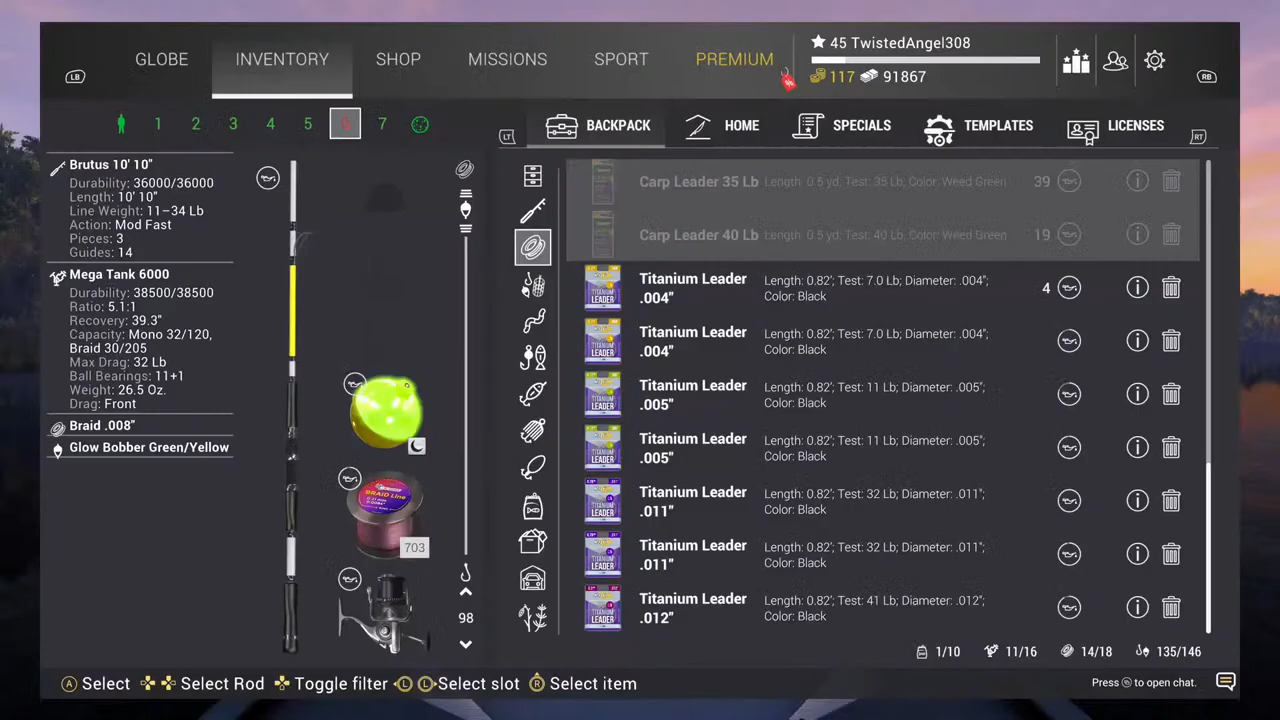 LB
GLOBE
INVENTORY
SHOP
MISSIONS
SPORT
PREMIUM
45 TwistedAngel308
117 91867
RB
1 2 3 4 5 6 7
LT
BACKPACK
HOME
SPECIALS
TEMPLATES
LICENSES
RT
Brutus 10' 10"
Durability: 36000/36000
Length: 10' 10"
Line Weight: 11–34 Lb
Action: Mod Fast
Pieces: 3
Guides: 14
Mega Tank 6000
Durability: 38500/38500
Ratio: 5.1:1
Recovery: 39.3"
Capacity: Mono 32/120,
Braid 30/205
Max Drag: 32 Lb
Ball Bearings: 11+1
Weight: 26.5 Oz.
Drag: Front
Braid .008"
Glow Bobber Green/Yellow
BRAID Line
703
98
Carp Leader 35 Lb Length: 0.5 yd; Test: 35 Lb; Color: Weed Green 39
Carp Leader 40 Lb Length: 0.5 yd; Test: 40 Lb; Color: Weed Green 19
Titanium Leader .004" Length: 0.82'; Test: 7.0 Lb; Diameter: .004"; Color: Black 4
Titanium Leader .004" Length: 0.82'; Test: 7.0 Lb; Diameter: .004"; Color: Black
Titanium Leader .005" Length: 0.82'; Test: 11 Lb; Diameter: .005"; Color: Black
Titanium Leader .005" Length: 0.82'; Test: 11 Lb; Diameter: .005"; Color: Black
Titanium Leader .011" Length: 0.82'; Test: 32 Lb; Diameter: .011"; Color: Black
Titanium Leader .011" Length: 0.82'; Test: 32 Lb; Diameter: .011"; Color: Black
Titanium Leader .012" Length: 0.82'; Test: 41 Lb; Diameter: .012"; Color: Black
1/10 11/16 14/18 135/146
A Select Select Rod Toggle filter L L Select slot R Select item
Press to open chat.